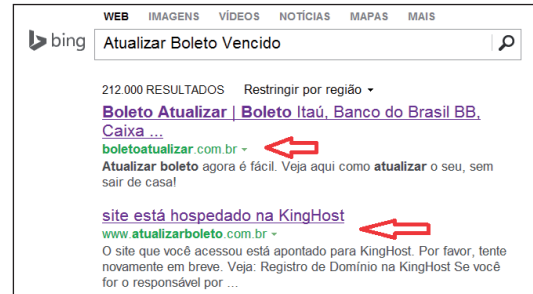 WEB IMAGENS VÍDEOS NOTÍCIAS MAPAS MAIS
bing Atualizar Boleto Vencido
212.000 RESULTADOS Restringir por região
Boleto Atualizar | Boleto Itaú, Banco do Brasil BB,
Caixa ...
boletoatualizar.com.br
Atualizar boleto agora é fácil. Veja aqui como atualizar o seu, sem
sair de casa!
site está hospedado na KingHost
www.atualizarboleto.com.br
O site que você acessou está apontado para KingHost. Por favor, tente
novamente em breve. Veja: Registro de Domínio na KingHost Se você
for o responsável por ...